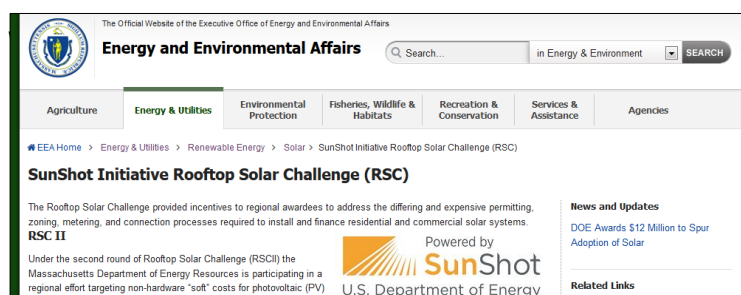 The Official Website of the Executive Office of Energy and Environmental Affairs
Energy and Environmental Affairs
Search...
in Energy & Environment
SEARCH
Agriculture
Energy & Utilities
Environmental
Protection
Fisheries, Wildlife &
Habitats
Recreation &
Conservation
Services &
Assistance
Agencies
EEA Home > Energy & Utilities > Renewable Energy > Solar > SunShot Initiative Rooftop Solar Challenge (RSC)
SunShot Initiative Rooftop Solar Challenge (RSC)
The Rooftop Solar Challenge provided incentives to regional awardees to address the differing and expensive permitting,
zoning, metering, and connection processes required to install and finance residential and commercial solar systems.
RSC II
Under the second round of Rooftop Solar Challenge (RSCII) the
Massachusetts Department of Energy Resources is participating in a
regional effort targeting non-hardware "soft" costs for photovoltaic (PV)
Powered by
SunShot
U.S. Department of Energy
News and Updates
DOE Awards $12 Million to Spur
Adoption of Solar
Related Links